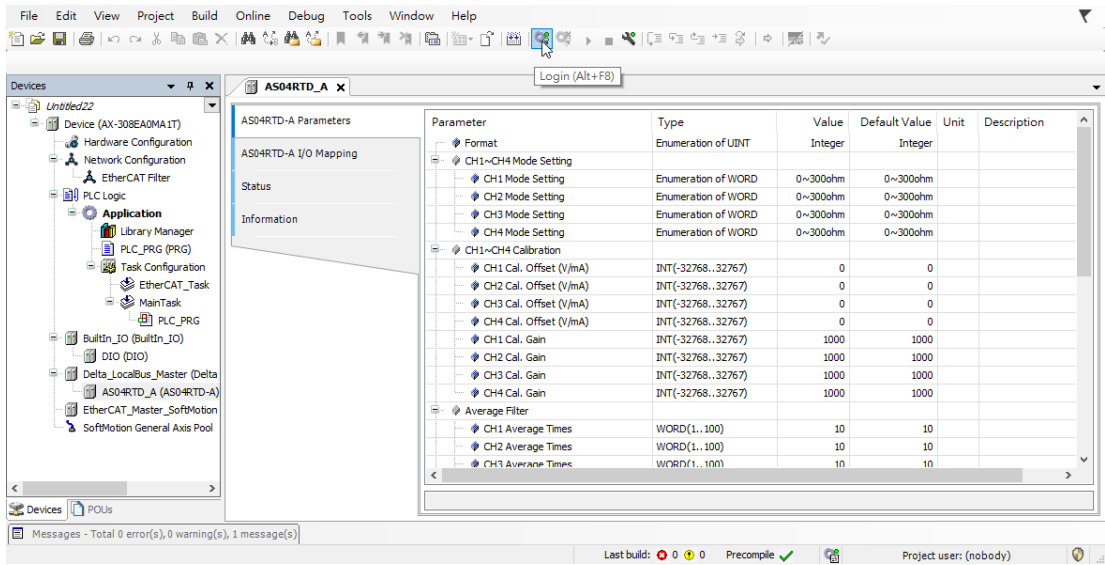 File Edit View Project Build Online Debug Tools Window Help
Login (Alt+F8)
Devices
AS04RTD_A
Untitled22
Device (AX-308EA0MA1T)
Hardware Configuration
Network Configuration
EtherCAT Filter
PLC Logic
Application
Library Manager
PLC_PRG (PRG)
Task Configuration
EtherCAT_Task
MainTask
PLC_PRG
BuiltIn_IO (BuiltIn_IO)
DIO (DIO)
Delta_LocalBus_Master (Delta
AS04RTD_A (AS04RTD-A)
EtherCAT_Master_SoftMotion
SoftMotion General Axis Pool
Devices POUs
AS04RTD-A Parameters
AS04RTD-A I/O Mapping
Status
Information
Parameter Type Value Default Value Unit Description
Format Enumeration of UINT Integer Integer
CH1~CH4 Mode Setting
CH1 Mode Setting Enumeration of WORD 0~300ohm 0~300ohm
CH2 Mode Setting Enumeration of WORD 0~300ohm 0~300ohm
CH3 Mode Setting Enumeration of WORD 0~300ohm 0~300ohm
CH4 Mode Setting Enumeration of WORD 0~300ohm 0~300ohm
CH1~CH4 Calibration
CH1 Cal. Offset (V/mA) INT(-32768..32767) 0 0
CH2 Cal. Offset (V/mA) INT(-32768..32767) 0 0
CH3 Cal. Offset (V/mA) INT(-32768..32767) 0 0
CH4 Cal. Offset (V/mA) INT(-32768..32767) 0 0
CH1 Cal. Gain INT(-32768..32767) 1000 1000
CH2 Cal. Gain INT(-32768..32767) 1000 1000
CH3 Cal. Gain INT(-32768..32767) 1000 1000
CH4 Cal. Gain INT(-32768..32767) 1000 1000
Average Filter
CH1 Average Times WORD(1..100) 10 10
CH2 Average Times WORD(1..100) 10 10
CH3 Average Times WORD(1..100) 10 10
Messages - Total 0 error(s), 0 warning(s), 1 message(s)
Last build: 0 0 Precompile Project user: (nobody)